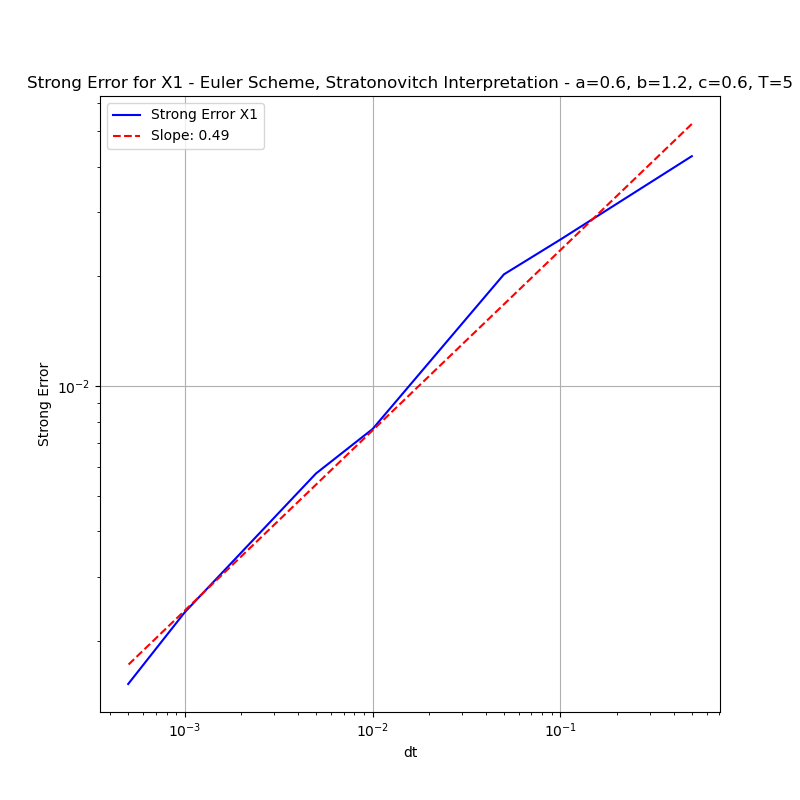 Strong Error for X1 - Euler Scheme, Stratonovitch Interpretation - a=0.6, b=1.2, c=0.6, T=5
Strong Error X1
Slope: 0.49
Strong Error
10⁻²
10⁻³
10⁻²
10⁻¹
dt